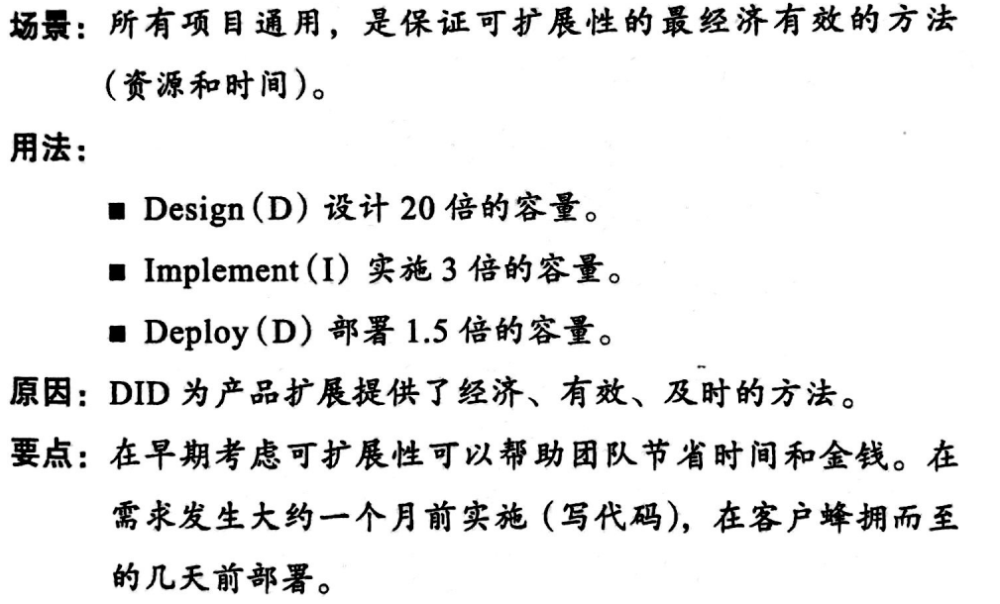 场景：所有项目通用，是保证可扩展性的最经济有效的方法
（资源和时间）。
用法：
■ Design（D）设计 20 倍的容量。
■ Implement（I）实施 3 倍的容量。
■ Deploy（D）部署 1.5 倍的容量。
原因：DID 为产品扩展提供了经济、有效、及时的方法。
要点：在早期考虑可扩展性可以帮助团队节省时间和金钱。在
需求发生大约一个月前实施（写代码），在客户蜂拥而至
的几天前部署。